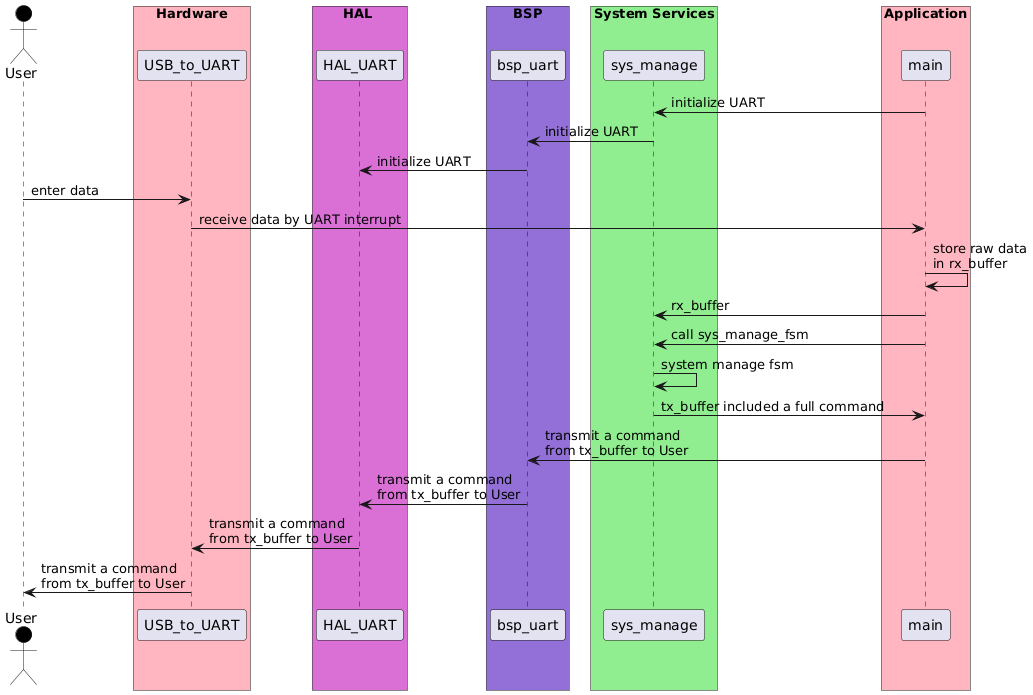 Hardware
HAL
BSP
System Services
Application
User
USB_to_UART
HAL_UART
bsp_uart
sys_manage
main
initialize UART
initialize UART
initialize UART
enter data
receive data by UART interrupt
store raw data
in rx_buffer
rx_buffer
call sys_manage_fsm
system manage fsm
tx_buffer included a full command
transmit a command
from tx_buffer to User
transmit a command
from tx_buffer to User
transmit a command
from tx_buffer to User
transmit a command
from tx_buffer to User
User
USB_to_UART
HAL_UART
bsp_uart
sys_manage
main